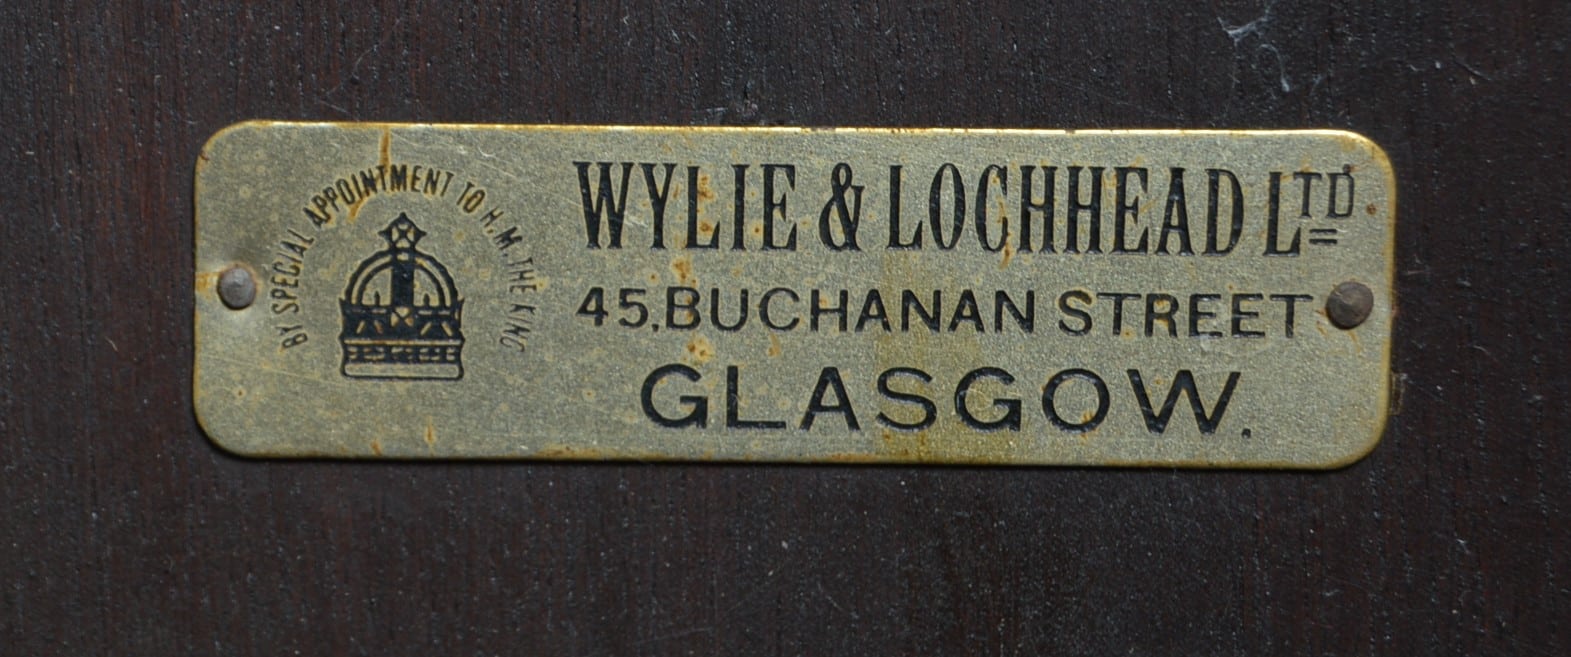 BY SPECIAL APPOINTMENT TO H.M. THE KING
WYLIE & LOCHHEAD LTD
45, BUCHANAN STREET
GLASGOW.